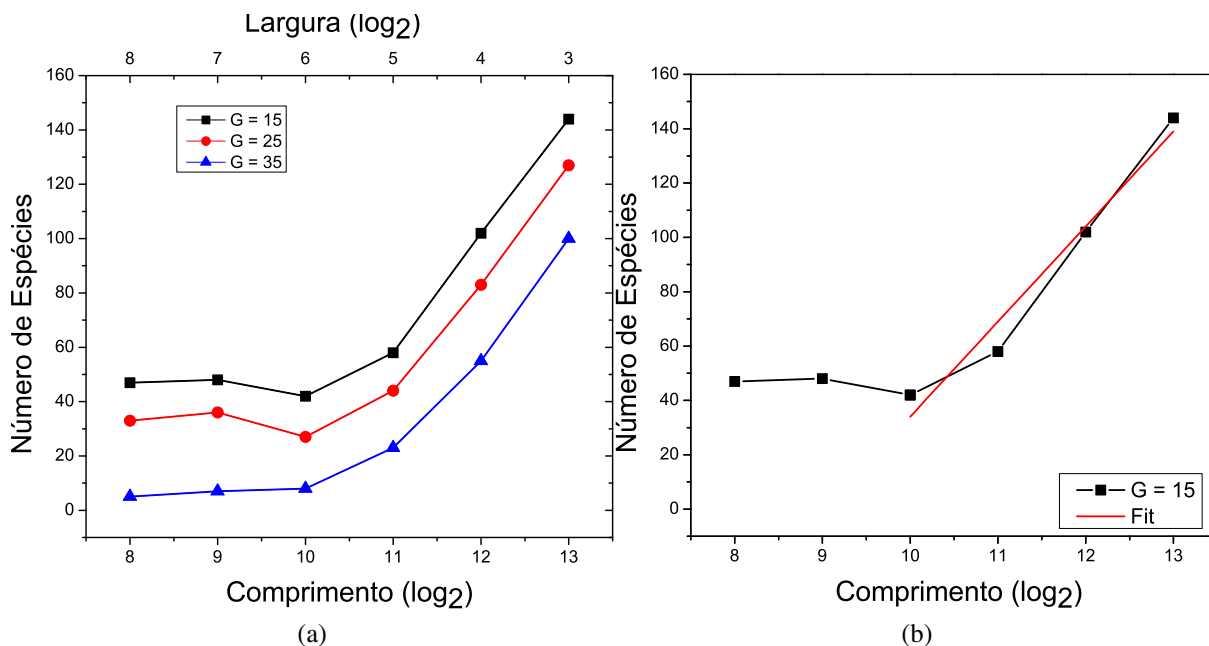 Largura (log2)
8 7 6 5 4 3
160
140
120
100
80
60
40
20
0
Número de Espécies
G = 15
G = 25
G = 35
8 9 10 11 12 13
Comprimento (log2)
(a)
160
140
120
100
80
60
40
20
0
Número de Espécies
G = 15
Fit
8 9 10 11 12 13
Comprimento (log2)
(b)